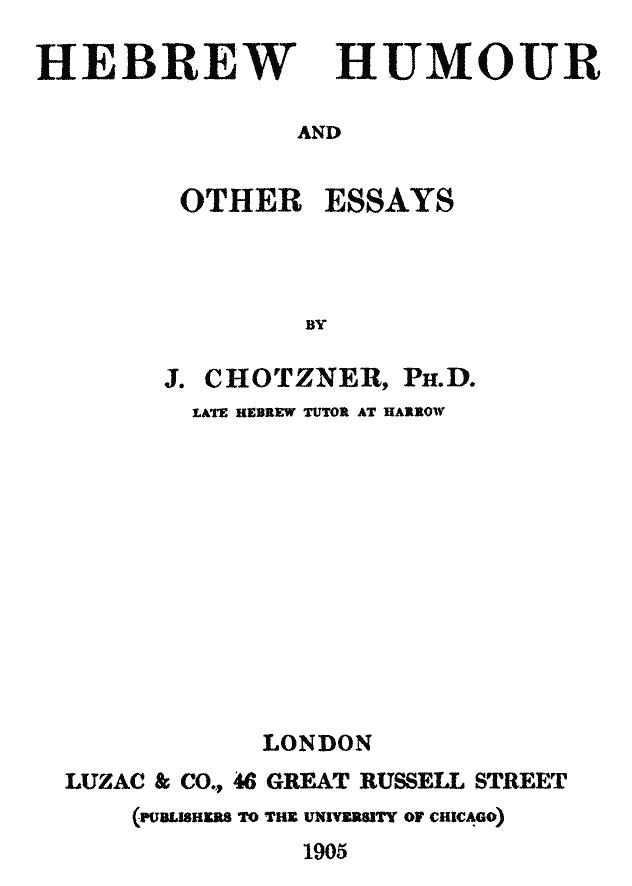 HEBREW HUMOUR
AND
OTHER ESSAYS
BY
J. CHOTZNER, PH.D.
LATE HEBREW TUTOR AT HARROW
LONDON
LUZAC & CO., 46 GREAT RUSSELL STREET
(PUBLISHERS TO THE UNIVERSITY OF CHICAGO)
1905